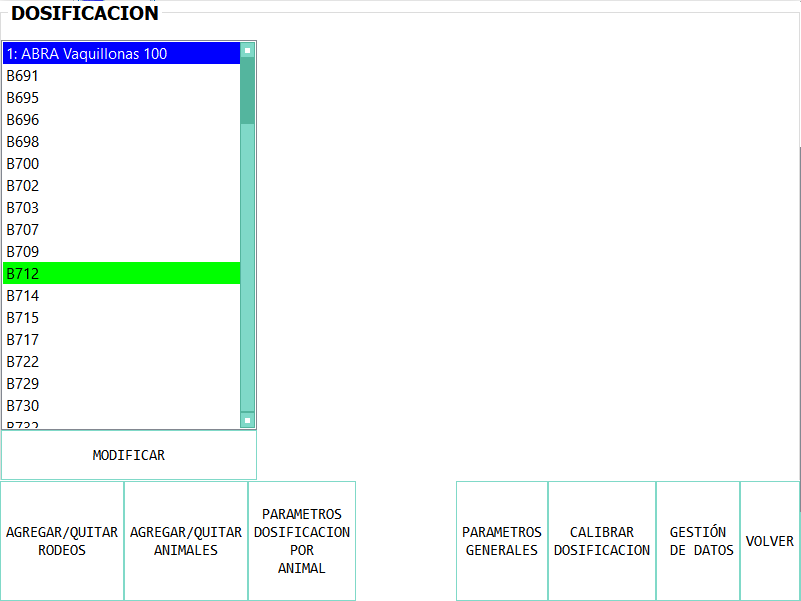 DOSIFICACION
1: ABRA Vaquillonas 100
B691
B695
B696
B698
B700
B702
B703
B707
B709
B712
B714
B715
B717
B722
B729
B730
B732
MODIFICAR
AGREGAR/QUITAR
RODEOS
AGREGAR/QUITAR
ANIMALES
PARAMETROS
DOSIFICACION
POR
ANIMAL
PARAMETROS
GENERALES
CALIBRAR
DOSIFICACION
GESTIÓN
DE DATOS
VOLVER